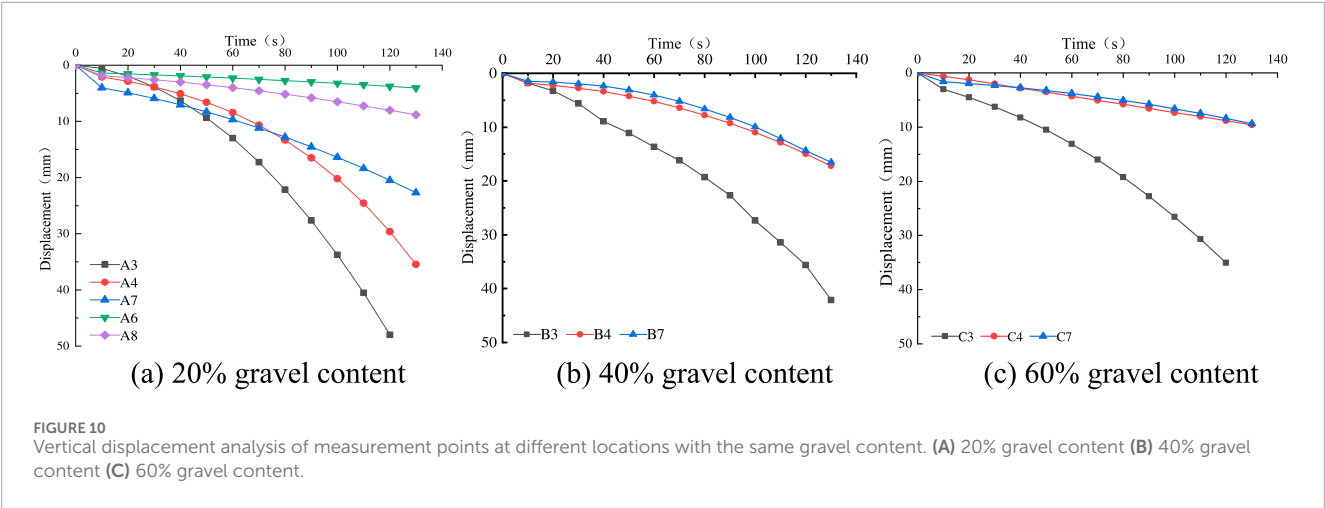 Time（s）
0 20 40 60 80 100 120 140
0
10
20
30
40
50
Displacement（mm）
A3
A4
A7
A6
A8
(a) 20% gravel content
Time（s）
0 20 40 60 80 100 120 140
0
10
20
30
40
50
Displacement（mm）
B3 B4 B7
(b) 40% gravel content
Time（s）
0 20 40 60 80 100 120 140
0
10
20
30
40
50
Displacement（mm）
C3 C4 C7
(c) 60% gravel content
FIGURE 10
Vertical displacement analysis of measurement points at different locations with the same gravel content. (A) 20% gravel content (B) 40% gravel
content (C) 60% gravel content.